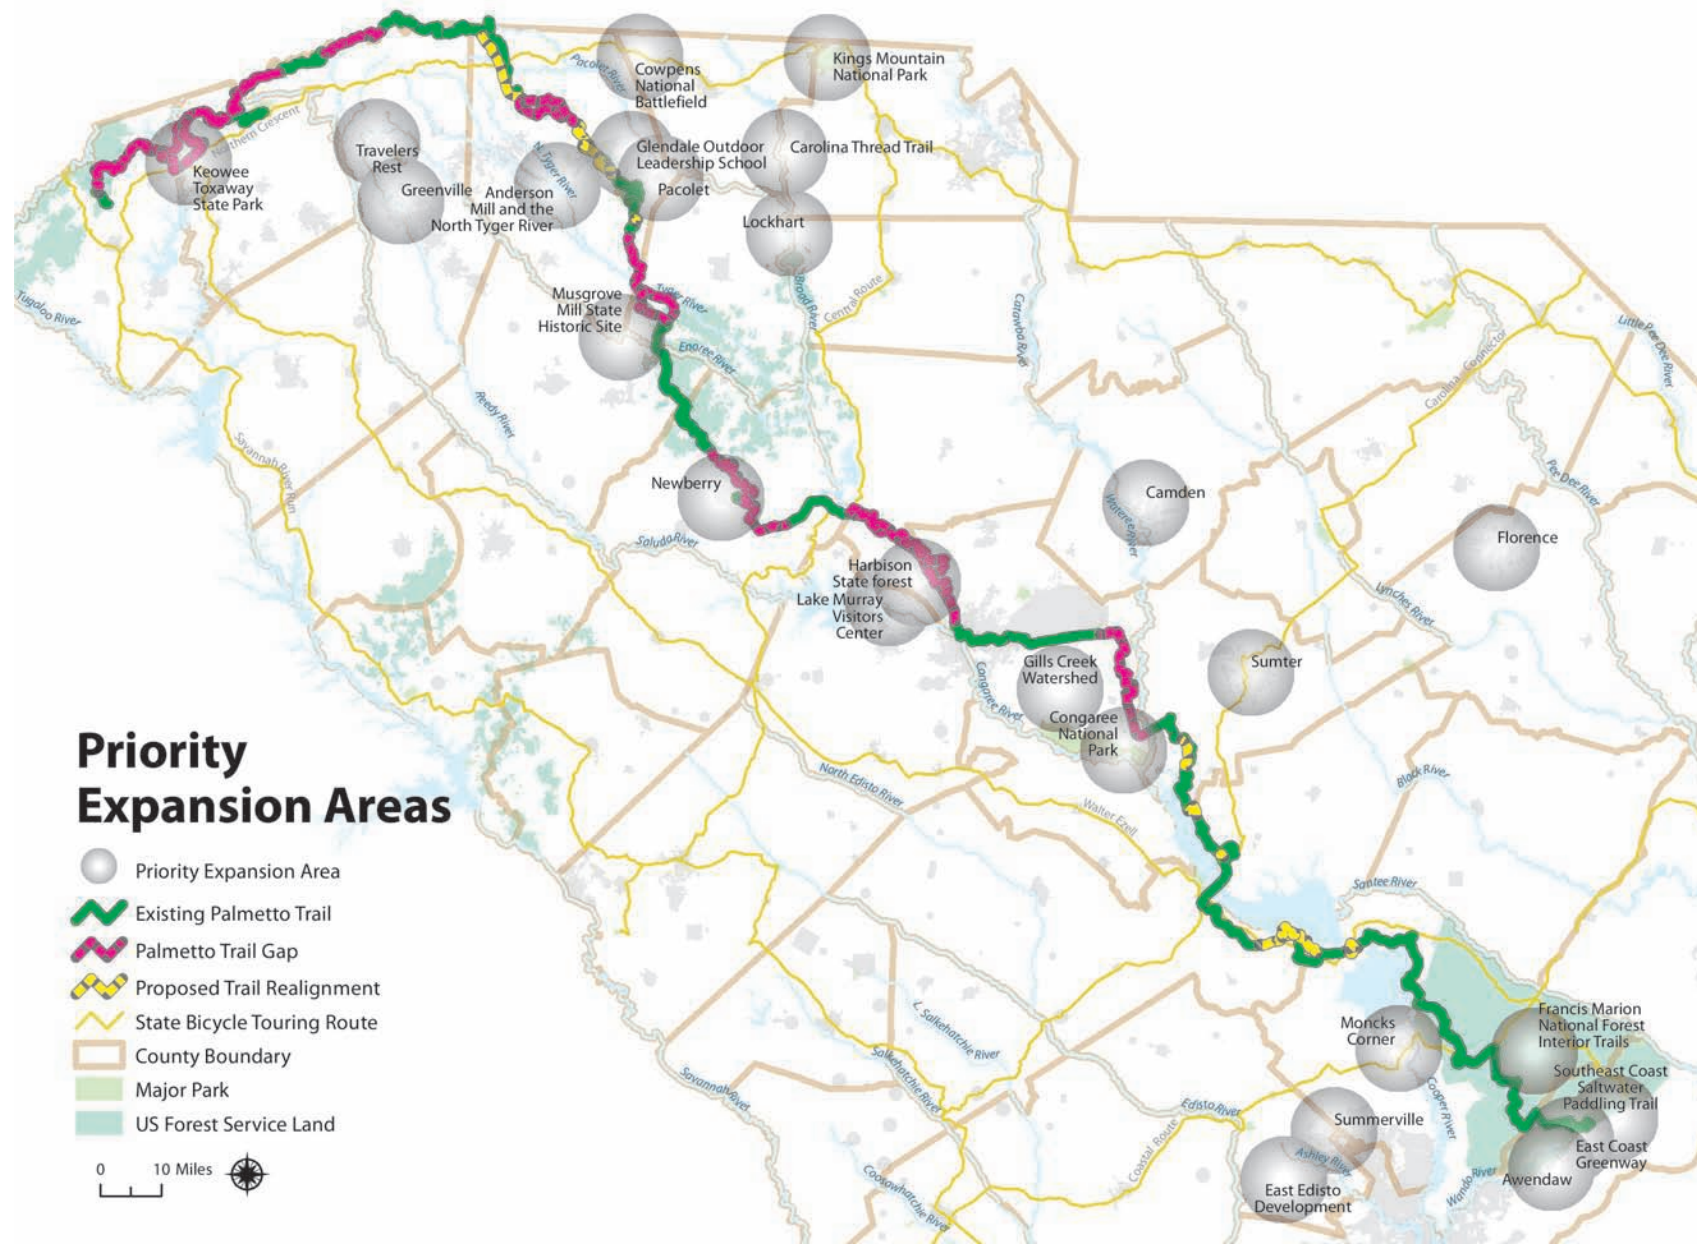 Pacolet River
Cowpens
National
Battlefield
Kings Mountain
National Park
Northern Crescent
Travelers
Rest
N. Tyger River
Glendale Outdoor
Leadership School
Carolina Thread Trail
Keowee
Toxaway
State Park
Greenville
Anderson
Mill and the
North Tyger River
Pacolet
Lockhart
Tugaloo River
Musgrove
Mill State
Historic Site
Tyger River
Broad River
Central Route
Catawba River
Little Pee Dee River
Enoree River
Carolina Connector
Reedy River
Savannah River Run
Newberry
Camden
Wateree River
Pee Dee River
Saluda River
Florence
Harbison
State forest
Lake Murray
Visitors
Center
Lynches River
Gills Creek
Watershed
Sumter
Congaree River
Congaree
National
Park
Priority
Expansion Areas
North Edisto River
Walter Ezell
Black River
Priority Expansion Area
Existing Palmetto Trail
Palmetto Trail Gap
Proposed Trail Realignment
State Bicycle Touring Route
County Boundary
Major Park
US Forest Service Land
0 10 Miles
Santee River
L. Salkehatchie River
Salkehatchie River
Savannah River
Moncks
Corner
Francis Marion
National Forest
Interior Trails
Southeast Coast
Saltwater
Paddling Trail
Edisto River
Cooper River
Summerville
Coastal Route
Ashley River
East Coast
Greenway
Awendaw
Wando River
East Edisto
Development
Coosawhatchie River